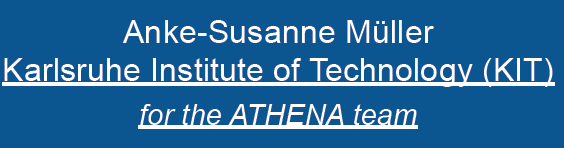 Anke-Susanne Müller
Karlsruhe Institute of Technology (KIT)
for the ATHENA team